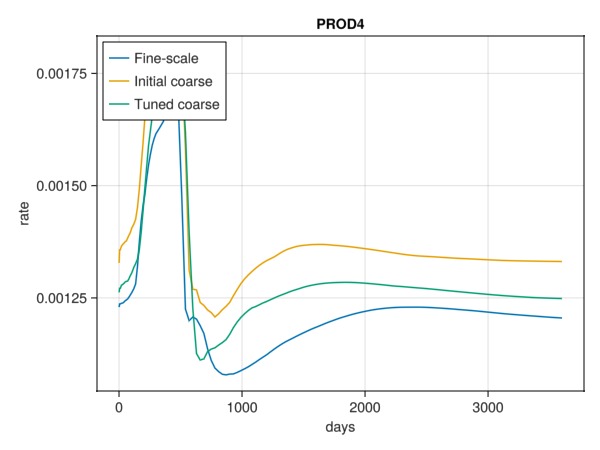 PROD4
Fine-scale
Initial coarse
Tuned coarse
0.00175
0.00150
0.00125
rate
0 1000 2000 3000
days